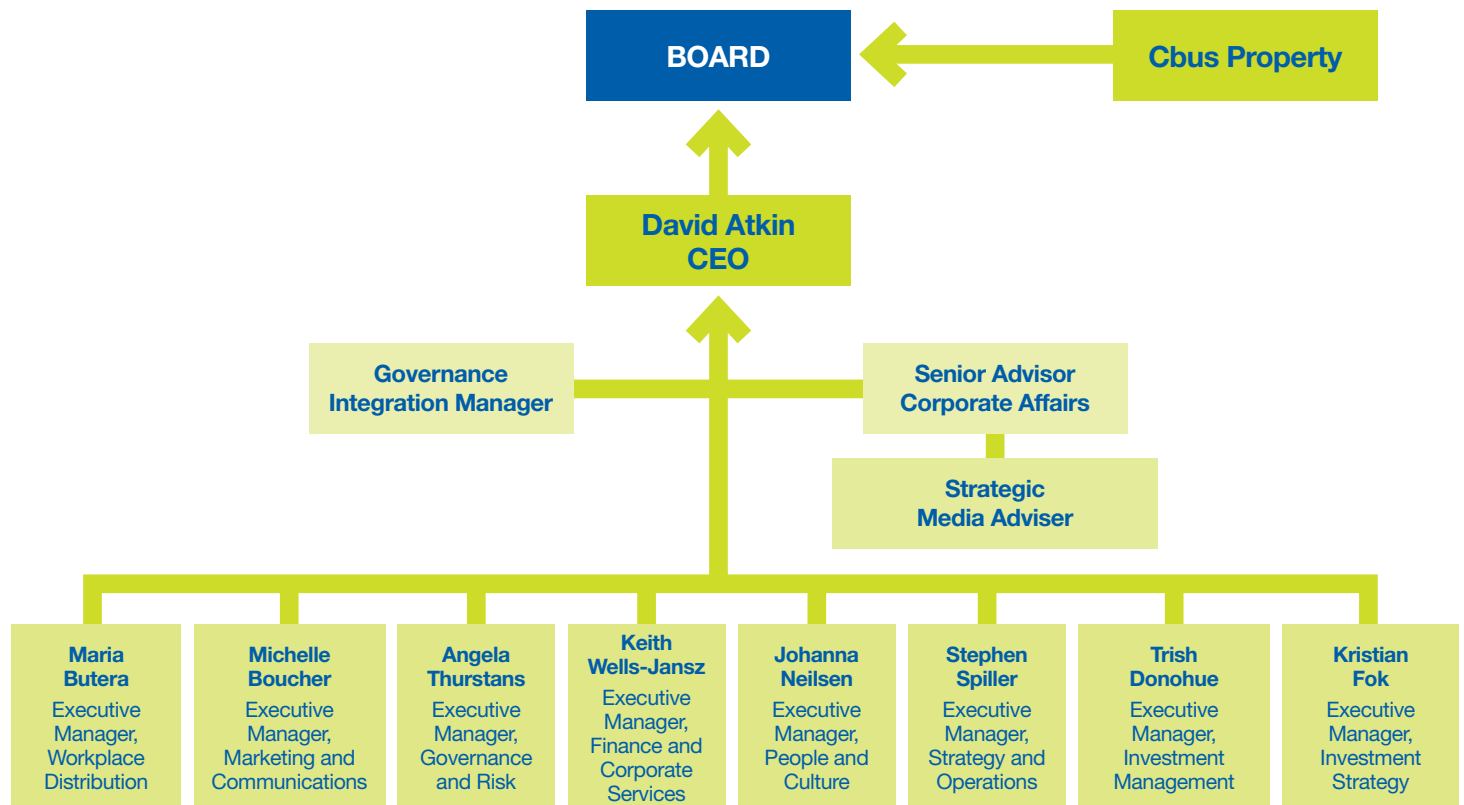 BOARD
Cbus Property
David Atkin
CEO
Governance
Integration Manager
Senior Advisor
Corporate Affairs
Strategic
Media Adviser
Maria
Butera
Executive
Manager,
Workplace
Distribution
Michelle
Boucher
Executive
Manager,
Marketing and
Communications
Angela
Thurstans
Executive
Manager,
Governance
and Risk
Keith
Wells-Jansz
Executive
Manager,
Finance and
Corporate
Services
Johanna
Neilsen
Executive
Manager,
People and
Culture
Stephen
Spiller
Executive
Manager,
Strategy and
Operations
Trish
Donohue
Executive
Manager,
Investment
Management
Kristian
Fok
Executive
Manager,
Investment
Strategy